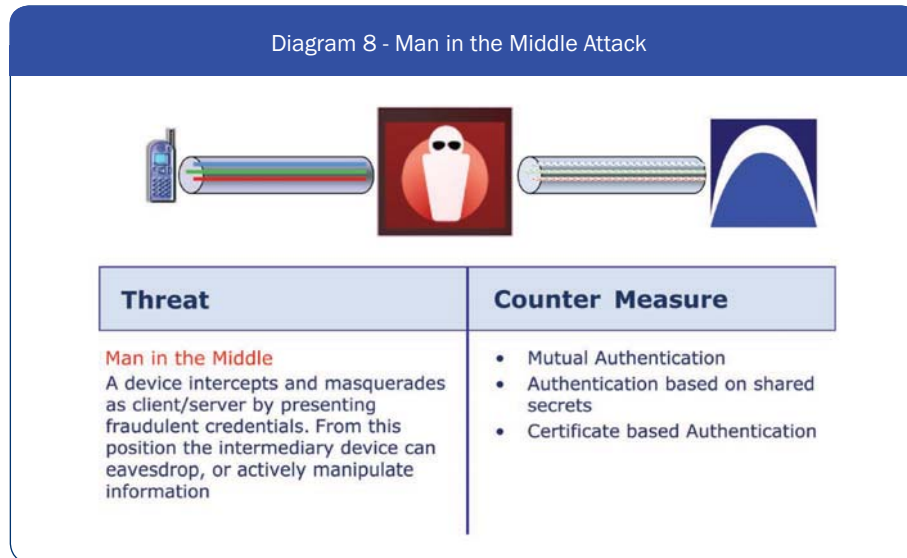 Diagram 8 - Man in the Middle Attack
Threat
Man in the Middle
A device intercepts and masquerades
as client/server by presenting
fraudulent credentials. From this
position the intermediary device can
eavesdrop, or actively manipulate
information
Counter Measure
• Mutual Authentication
• Authentication based on shared
secrets
• Certificate based Authentication